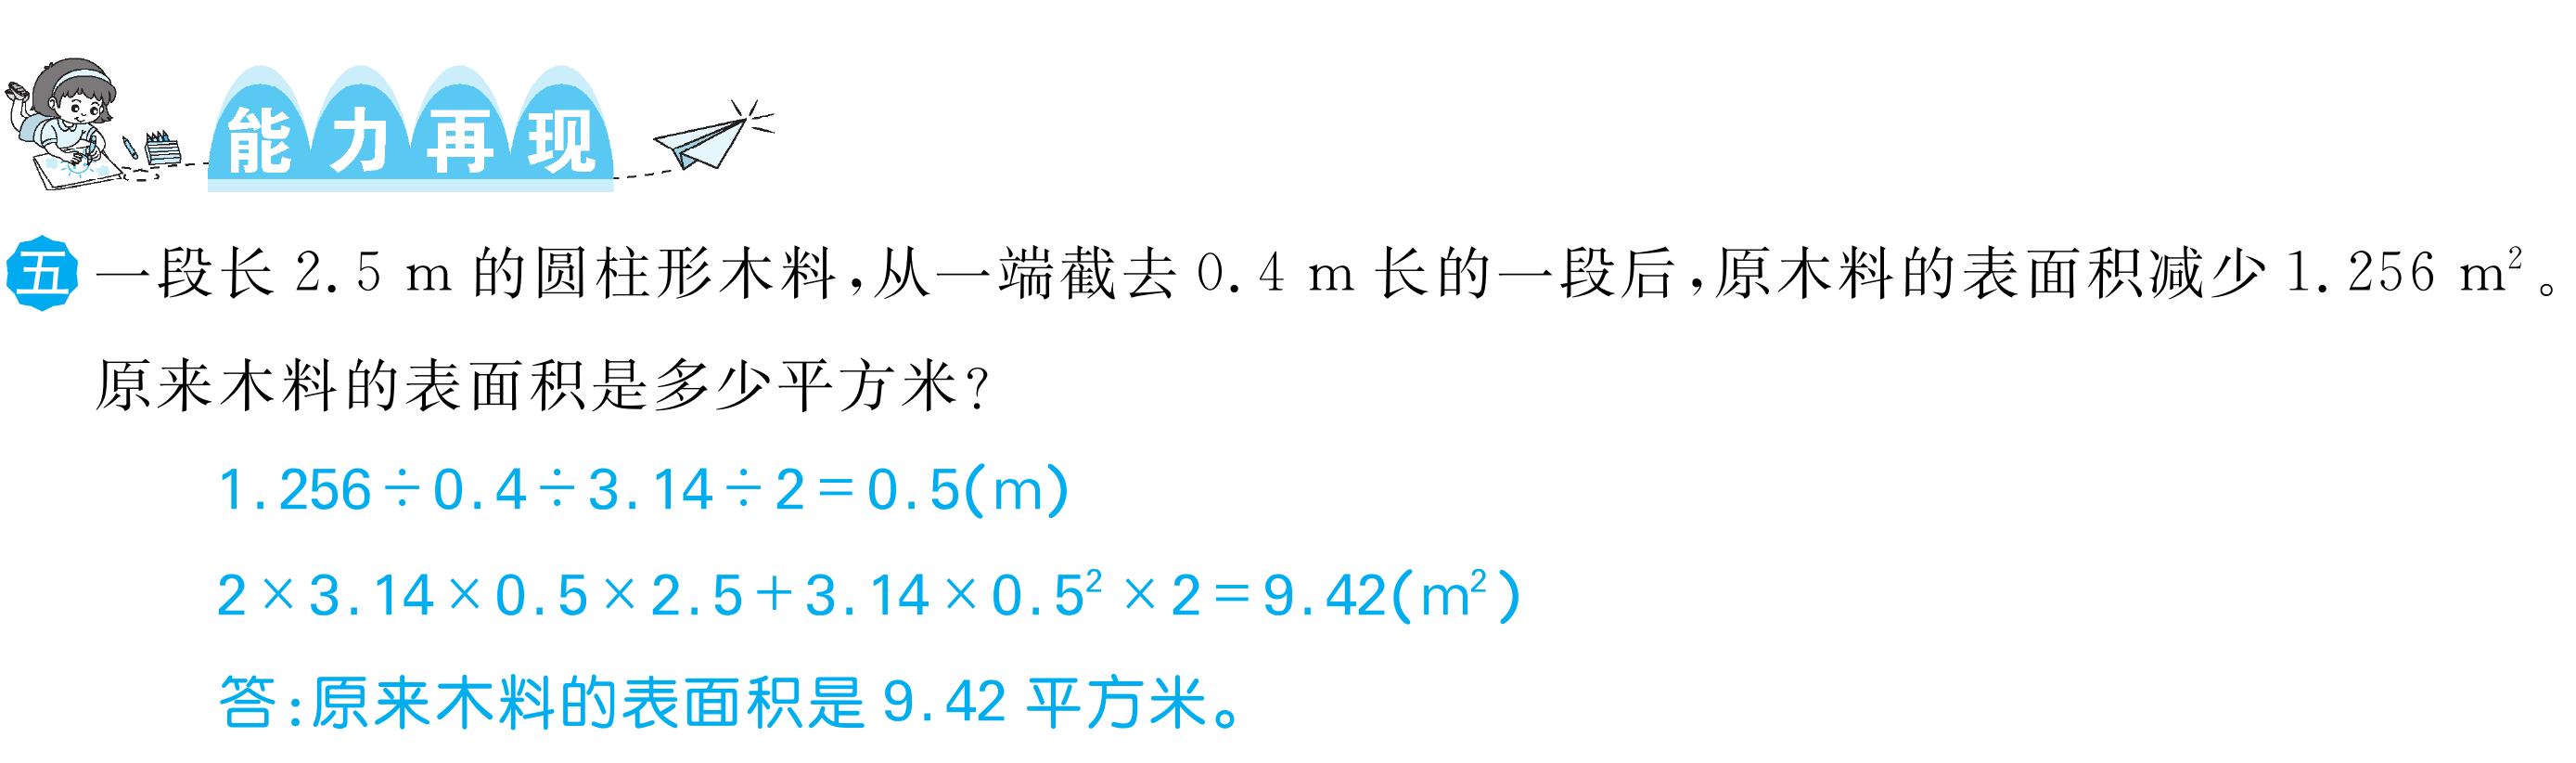 能力再现
五 一段长 2.5 m 的圆柱形木料,从一端截去 0.4 m 长的一段后,原木料的表面积减少 1.256 m²。
原来木料的表面积是多少平方米?
1.256÷0.4÷3.14÷2=0.5(m)
2×3.14×0.5×2.5+3.14×0.5²×2=9.42(m²)
答:原来木料的表面积是 9.42 平方米。